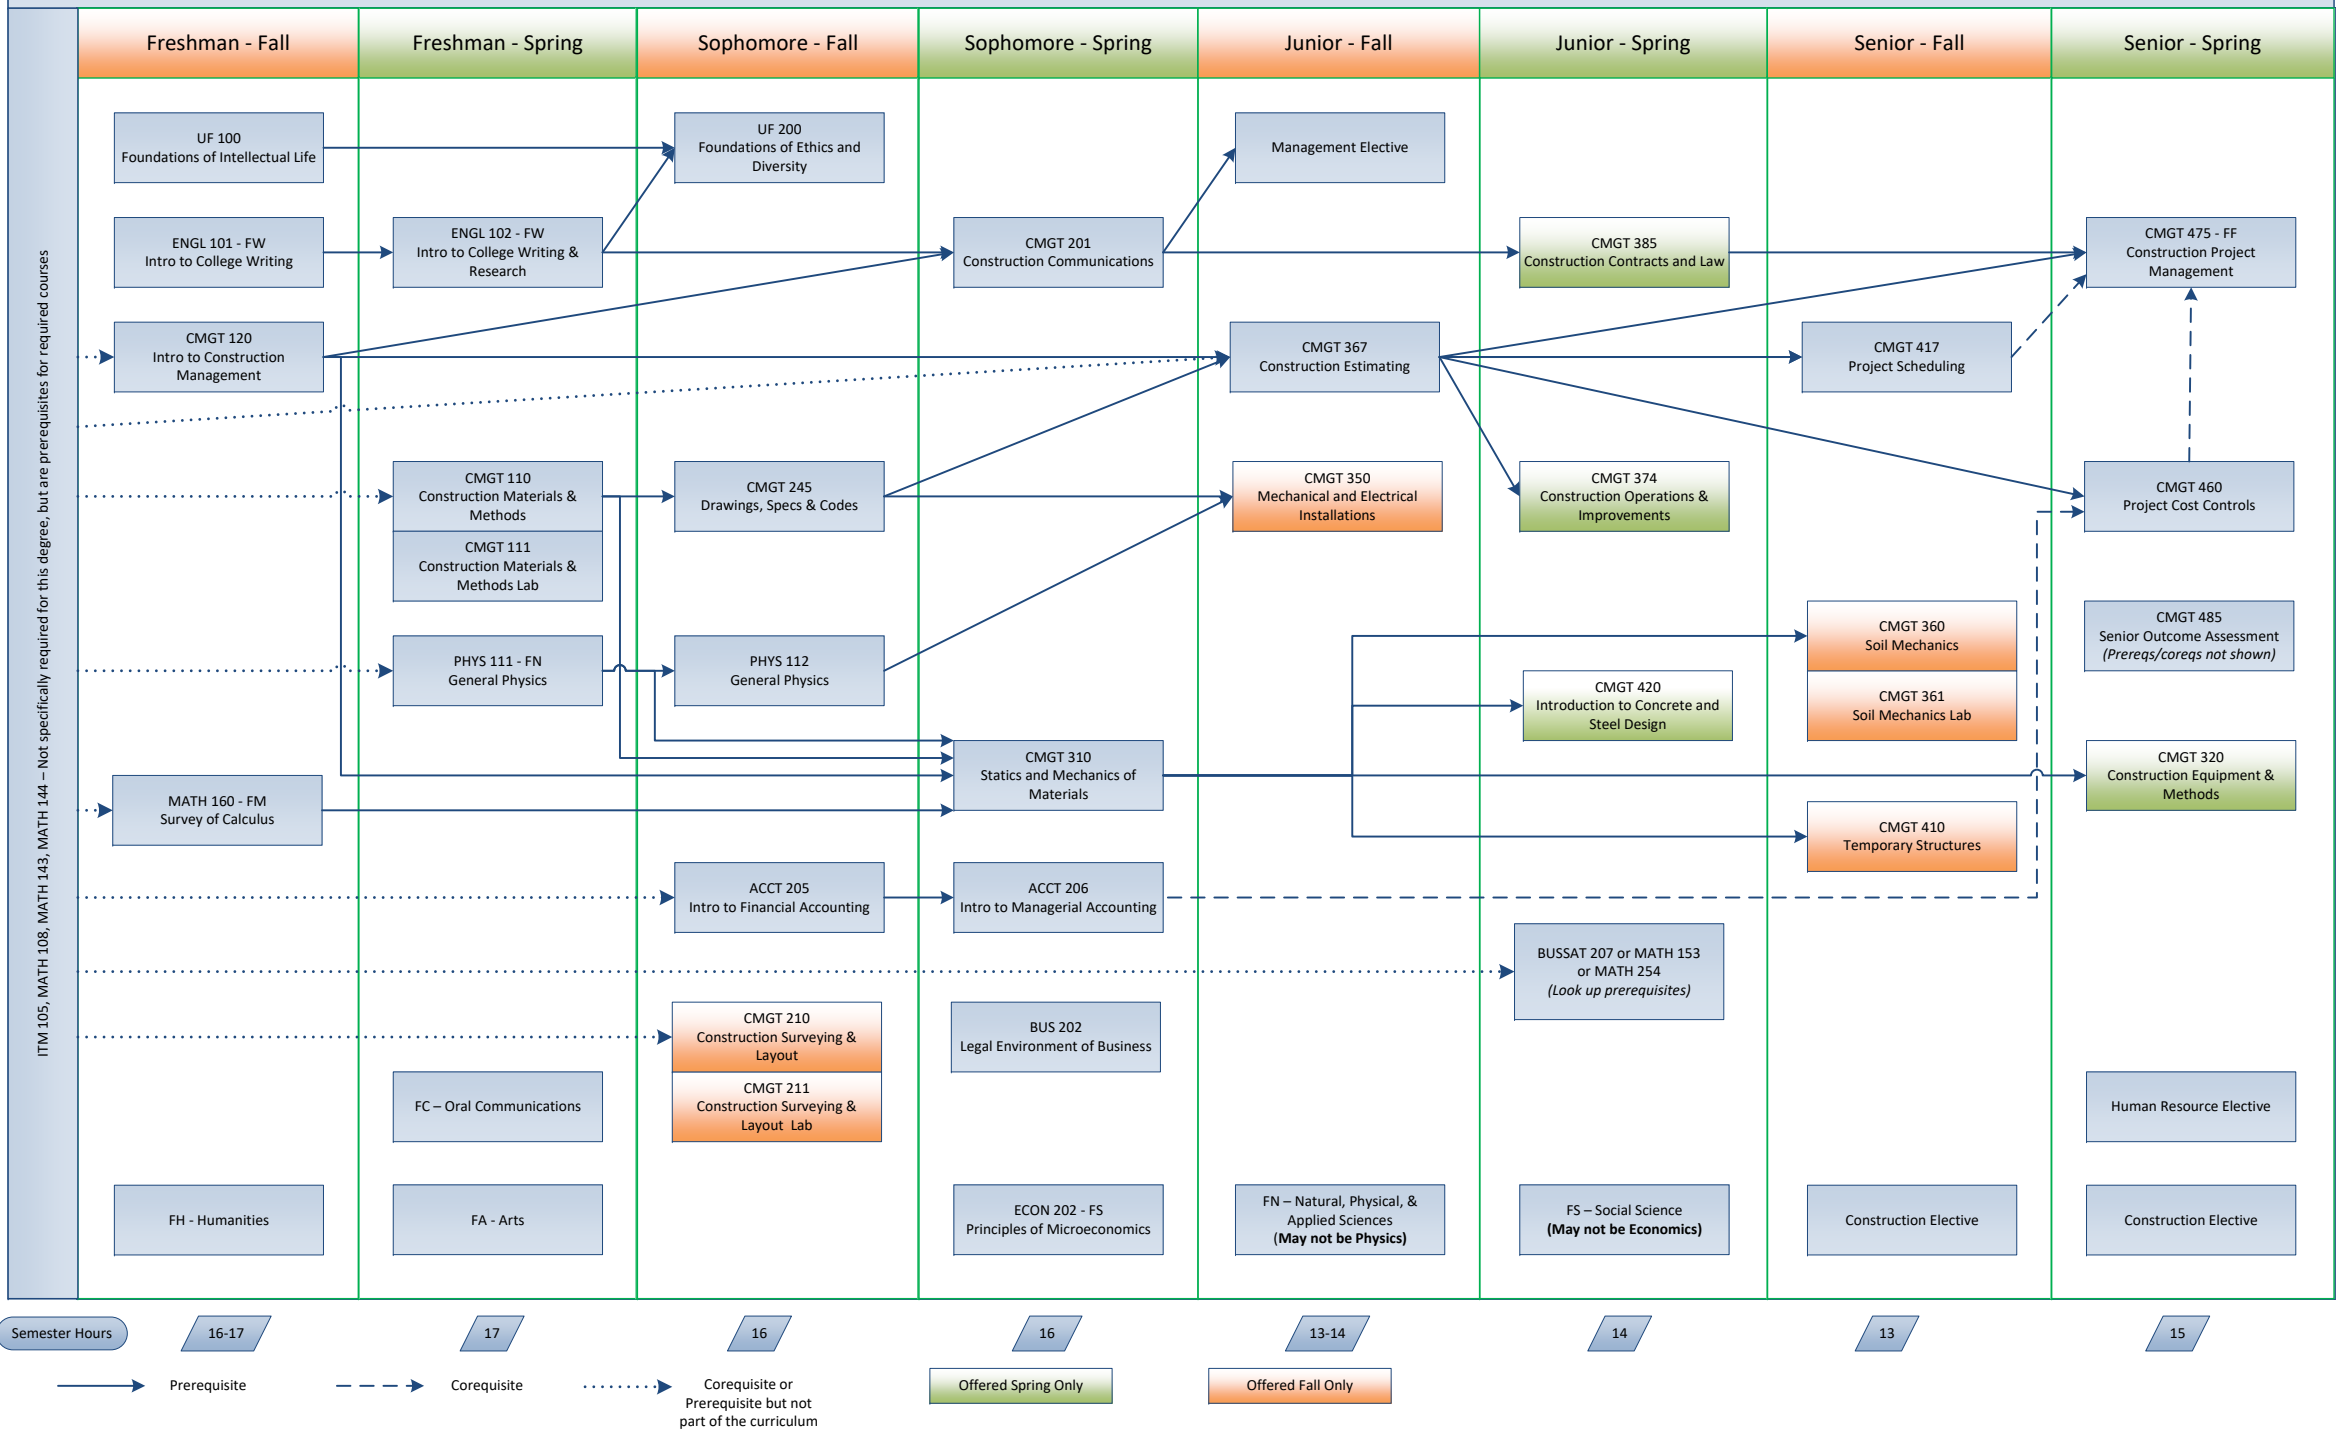 Freshman - Fall
Freshman - Spring
Sophomore - Fall
Sophomore - Spring
Junior - Fall
Junior - Spring
Senior - Fall
Senior - Spring
ITM 105, MATH 108, MATH 143, MATH 144 – Not specifically required for this degree, but are prerequisites for required courses
UF 100
Foundations of Intellectual Life
UF 200
Foundations of Ethics and
Diversity
Management Elective
ENGL 101 - FW
Intro to College Writing
ENGL 102 - FW
Intro to College Writing &
Research
CMGT 201
Construction Communications
CMGT 385
Construction Contracts and Law
CMGT 475 - FF
Construction Project
Management
CMGT 120
Intro to Construction
Management
CMGT 367
Construction Estimating
CMGT 417
Project Scheduling
CMGT 110
Construction Materials &
Methods
CMGT 111
Construction Materials &
Methods Lab
CMGT 245
Drawings, Specs & Codes
CMGT 350
Mechanical and Electrical
Installations
CMGT 374
Construction Operations &
Improvements
CMGT 460
Project Cost Controls
PHYS 111 - FN
General Physics
PHYS 112
General Physics
CMGT 420
Introduction to Concrete and
Steel Design
CMGT 360
Soil Mechanics
CMGT 361
Soil Mechanics Lab
CMGT 485
Senior Outcome Assessment
(Prereqs/coreqs not shown)
MATH 160 - FM
Survey of Calculus
CMGT 310
Statics and Mechanics of
Materials
CMGT 410
Temporary Structures
CMGT 320
Construction Equipment &
Methods
ACCT 205
Intro to Financial Accounting
ACCT 206
Intro to Managerial Accounting
BUSSAT 207 or MATH 153
or MATH 254
(Look up prerequisites)
CMGT 210
Construction Surveying &
Layout
CMGT 211
Construction Surveying &
Layout Lab
BUS 202
Legal Environment of Business
FC – Oral Communications
Human Resource Elective
FH - Humanities
FA - Arts
ECON 202 - FS
Principles of Microeconomics
FN – Natural, Physical, &
Applied Sciences
(May not be Physics)
FS – Social Science
(May not be Economics)
Construction Elective
Construction Elective
Semester Hours
16-17
17
16
16
13-14
14
13
15
Prerequisite
Corequisite
Corequisite or
Prerequisite but not
part of the curriculum
Offered Spring Only
Offered Fall Only